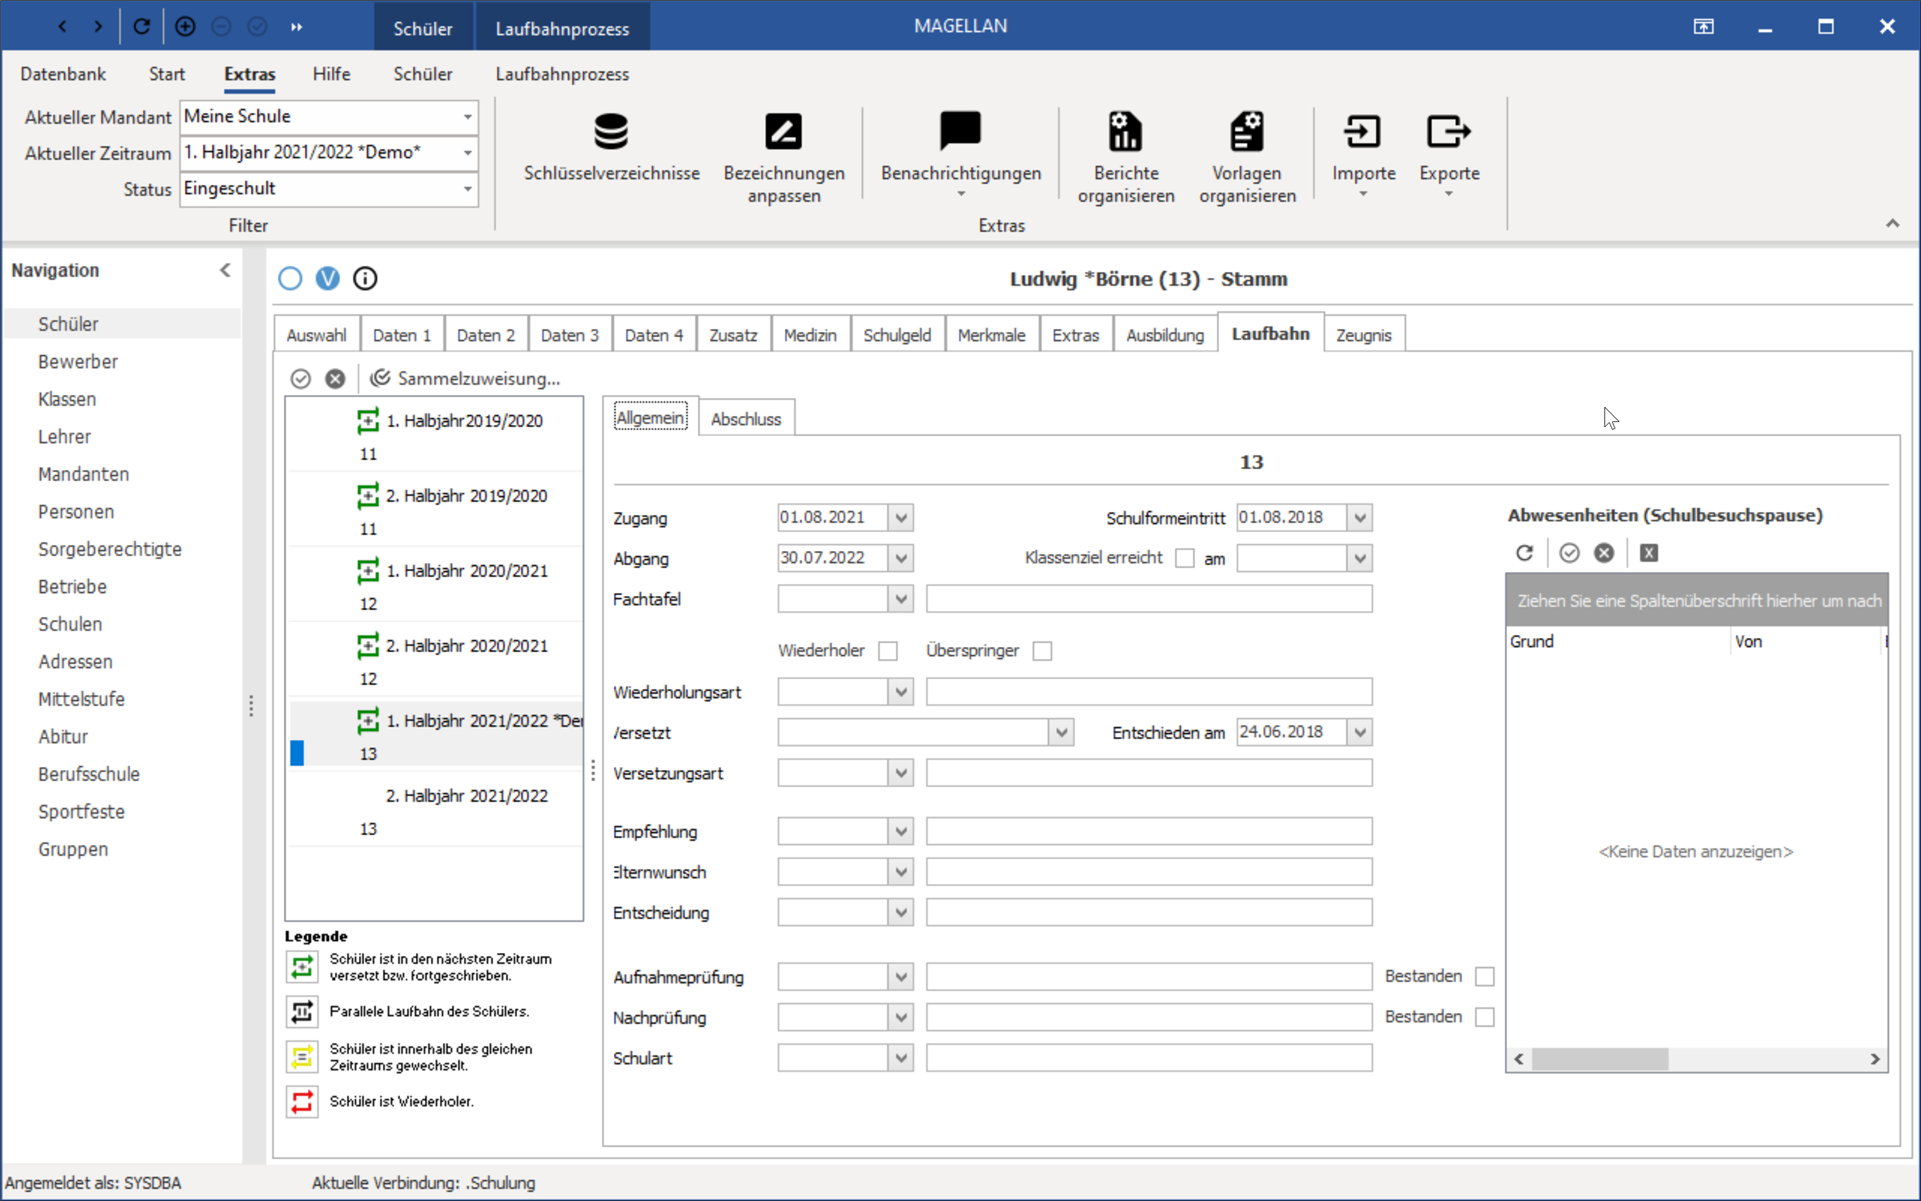 Schüler
Laufbahnprozess
MAGELLAN
Datenbank
Start
Extras
Hilfe
Schüler
Laufbahnprozess
Aktueller Mandant
Meine Schule
Aktueller Zeitraum
1. Halbjahr 2021/2022 *Demo*
Status
Eingeschult
Filter
Schlüsselverzeichnisse
Bezeichnungen
anpassen
Benachrichtigungen
Berichte
organisieren
Vorlagen
organisieren
Importe
Exporte
Extras
Navigation
Schüler
Bewerber
Klassen
Lehrer
Mandanten
Personen
Sorgeberechtigte
Betriebe
Schulen
Adressen
Mittelstufe
Abitur
Berufsschule
Sportfeste
Gruppen
V
Ludwig *Börne (13) - Stamm
Auswahl
Daten 1
Daten 2
Daten 3
Daten 4
Zusatz
Medizin
Schulgeld
Merkmale
Extras
Ausbildung
Laufbahn
Zeugnis
Sammelzuweisung...
1. Halbjahr2019/2020
11
2. Halbjahr 2019/2020
11
1. Halbjahr 2020/2021
12
2. Halbjahr 2020/2021
12
1. Halbjahr 2021/2022 *De
13
2. Halbjahr 2021/2022
13
Legende
Schüler ist in den nächsten Zeitraum
versetzt bzw. fortgeschrieben.
Parallele Laufbahn des Schülers.
Schüler ist innerhalb des gleichen
Zeitraums gewechselt.
Schüler ist Wiederholer.
Allgemein
Abschluss
13
Zugang
01.08.2021
Schulformeintritt
01.08.2018
Abgang
30.07.2022
Klassenziel erreicht
am
Fachtafel
Wiederholer
Überspringer
Wiederholungsart
/ersetzt
Entschieden am
24.06.2018
Versetzungsart
Empfehlung
Elternwunsch
Entscheidung
Aufnahmeprüfung
Bestanden
Nachprüfung
Bestanden
Schulart
Abwesenheiten (Schulbesuchspause)
X
Ziehen Sie eine Spaltenüberschrift hierher um nach
Grund
Von
<Keine Daten anzuzeigen>
Angemeldet als: SYSDBA
Aktuelle Verbindung: .Schulung